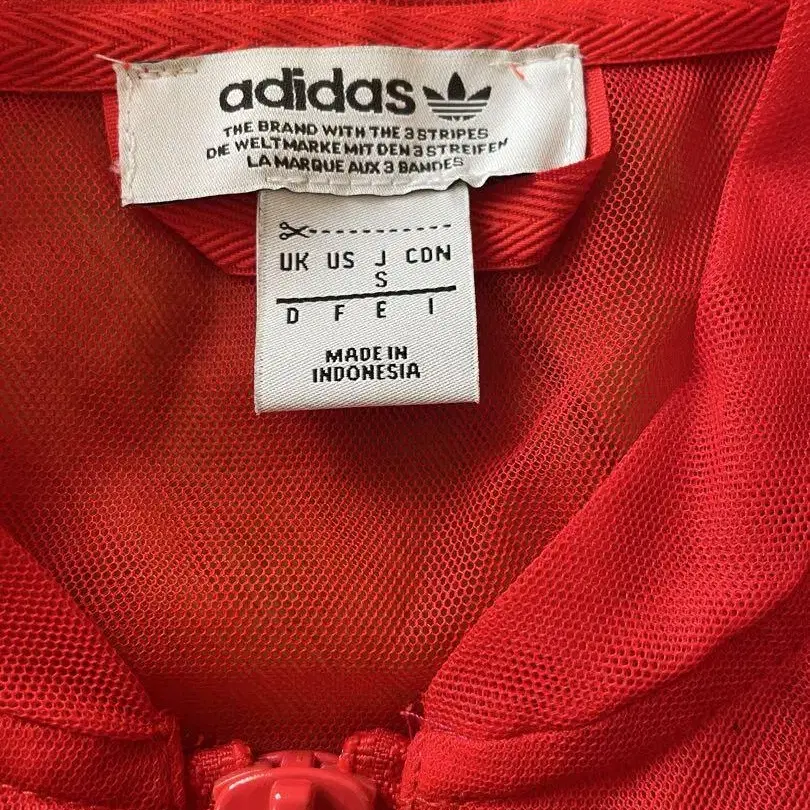 adidas
THE BRAND WITH THE 3 STRIPES
DIE WELTMARKE MIT DEN 3 STREIFEN
LA MARQUE AUX 3 BANDES
UK US J CDN
S
D F E I
MADE IN
INDONESIA